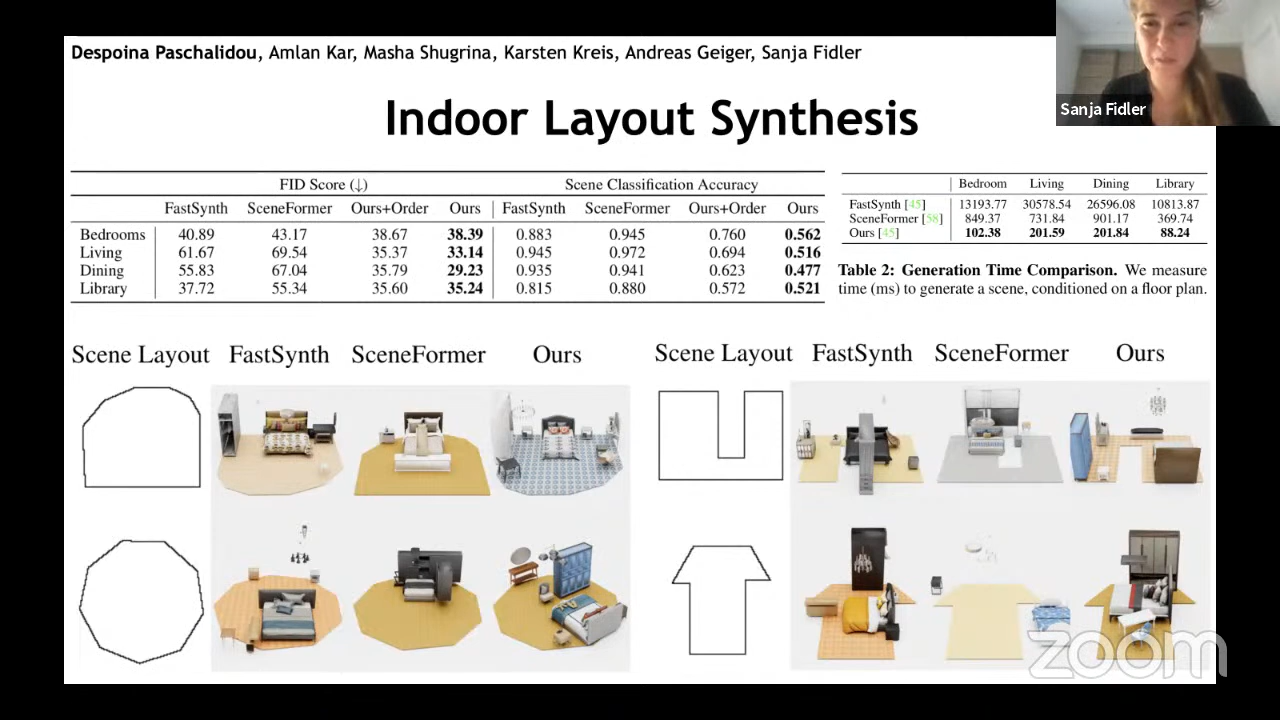 Despoina Paschalidou, Amlan Kar, Masha Shugrina, Karsten Kreis, Andreas Geiger, Sanja Fidler
Sanja Fidler
Indoor Layout Synthesis
FID Score (↓) Scene Classification Accuracy
FastSynth SceneFormer Ours+Order Ours FastSynth SceneFormer Ours+Order Ours
Bedrooms 40.89 43.17 38.67 38.39 0.883 0.945 0.760 0.562
Living 61.67 69.54 35.37 33.14 0.945 0.972 0.694 0.516
Dining 55.83 67.04 35.79 29.23 0.935 0.941 0.623 0.477
Library 37.72 55.34 35.60 35.24 0.815 0.880 0.572 0.521
Bedroom Living Dining Library
FastSynth [45] 13193.77 30578.54 26596.08 10813.87
SceneFormer [58] 849.37 731.84 901.17 369.74
Ours [45] 102.38 201.59 201.84 88.24
Table 2: Generation Time Comparison. We measure
time (ms) to generate a scene, conditioned on a floor plan.
Scene Layout FastSynth SceneFormer Ours
Scene Layout FastSynth SceneFormer Ours
zoom